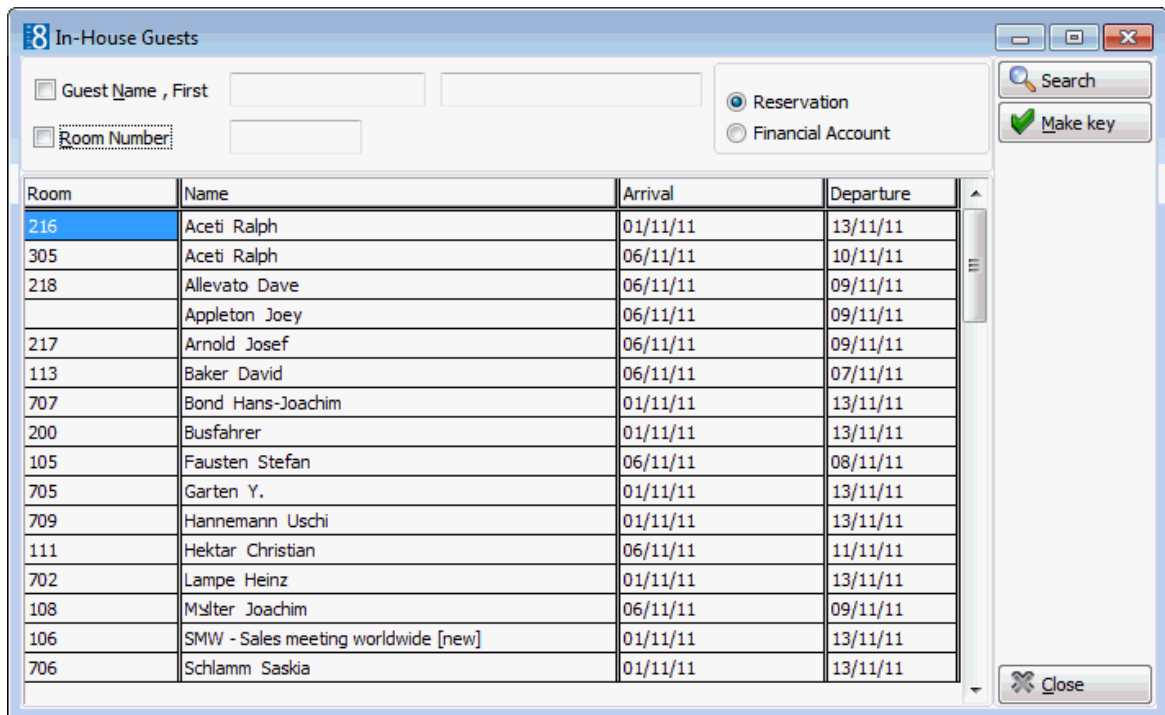 8 In-House Guests
Guest Name , First
Reservation
Search
Room Number
Financial Account
Make key
Room Name Arrival Departure
216 Aceti Ralph 01/11/11 13/11/11
305 Aceti Ralph 06/11/11 10/11/11
218 Allevato Dave 06/11/11 09/11/11
Appleton Joey 06/11/11 09/11/11
217 Arnold Josef 06/11/11 09/11/11
113 Baker David 06/11/11 07/11/11
707 Bond Hans-Joachim 01/11/11 13/11/11
200 Busfahrer 01/11/11 13/11/11
105 Fausten Stefan 06/11/11 08/11/11
705 Garten Y. 01/11/11 13/11/11
709 Hannemann Uschi 01/11/11 13/11/11
111 Hektar Christian 06/11/11 11/11/11
702 Lampe Heinz 01/11/11 13/11/11
108 Joachim 06/11/11 09/11/11
106 SMW - Sales meeting worldwide [new] 01/11/11 13/11/11
706 Schlamm Saskia 01/11/11 13/11/11
Close